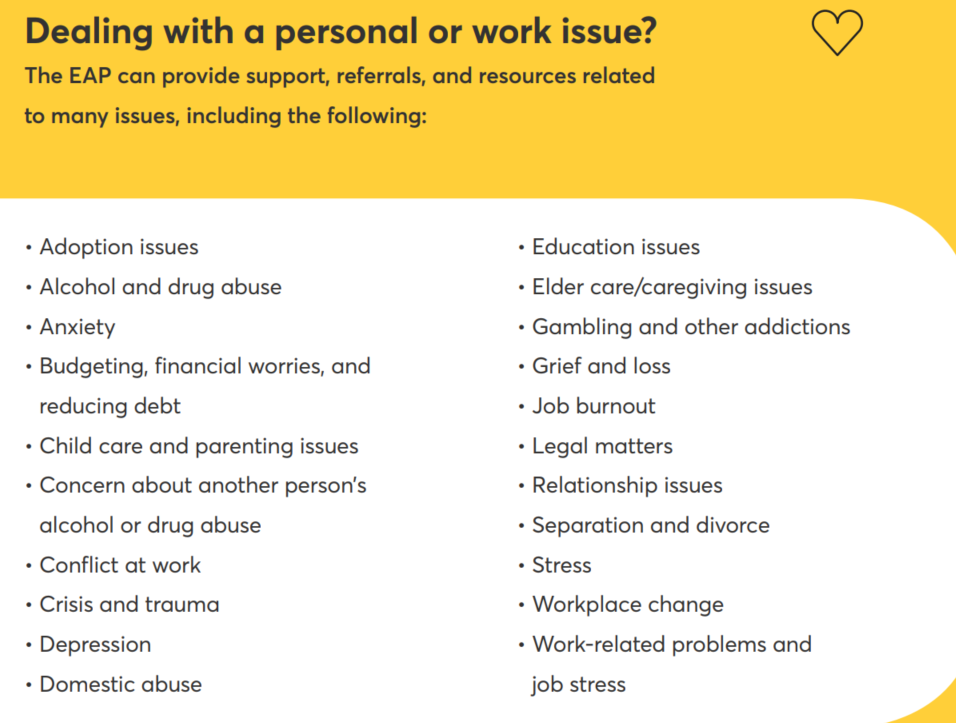 Dealing with a personal or work issue?
The EAP can provide support, referrals, and resources related
to many issues, including the following:
• Adoption issues
• Alcohol and drug abuse
• Anxiety
• Budgeting, financial worries, and
reducing debt
• Child care and parenting issues
• Concern about another person's
alcohol or drug abuse
• Conflict at work
• Crisis and trauma
• Depression
• Domestic abuse
• Education issues
• Elder care/caregiving issues
• Gambling and other addictions
• Grief and loss
• Job burnout
• Legal matters
• Relationship issues
• Separation and divorce
• Stress
• Workplace change
• Work-related problems and
job stress